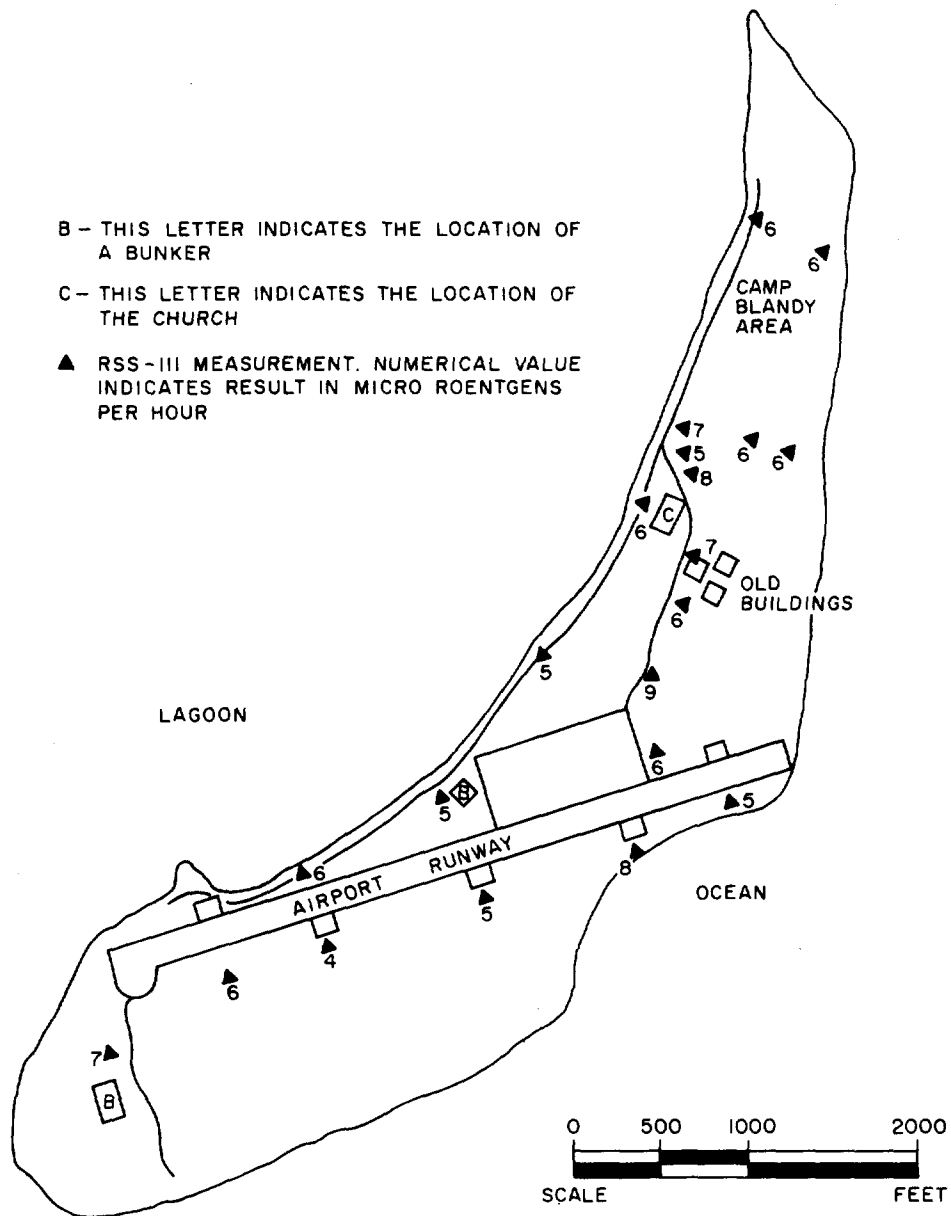 B – THIS LETTER INDICATES THE LOCATION OF
A BUNKER
C – THIS LETTER INDICATES THE LOCATION OF
THE CHURCH
▲ RSS-III MEASUREMENT. NUMERICAL VALUE
INDICATES RESULT IN MICRO ROENTGENS
PER HOUR
6
6
CAMP
BLANDY
AREA
7
5
6
6
8
6
C
7
OLD
BUILDINGS
6
5
9
LAGOON
6
B
5
5
8
6
AIRPORT RUNWAY
OCEAN
5
4
6
7
B
0 500 1000 2000
SCALE FEET